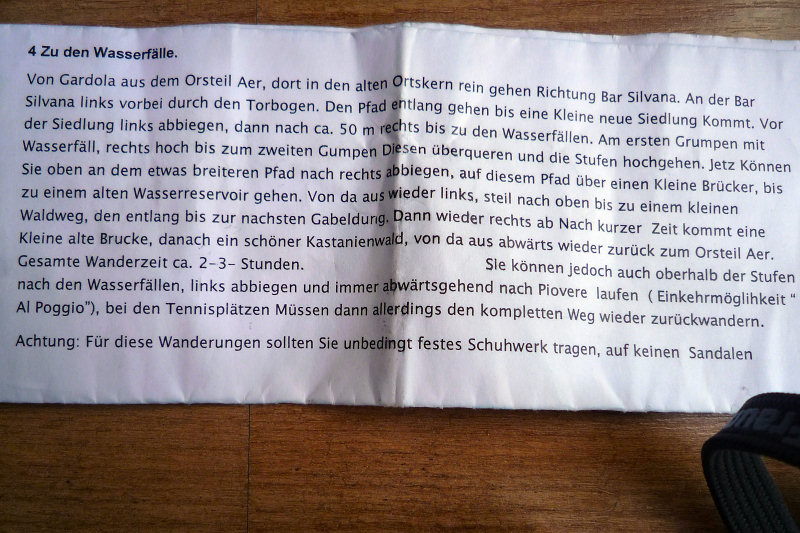 4 Zu den Wasserfälle.
Von Gardola aus dem Orsteil Aer, dort in den alten Ortskern rein gehen Richtung Bar Silvana. An der Bar
Silvana links vorbei durch den Torbogen. Den Pfad entlang gehen bis eine Kleine neue Siedlung Kommt. Vor
der Siedlung links abbiegen, dann nach ca. 50 m rechts bis zu den Wasserfällen. Am ersten Grumpen mit
Wasserfäll, rechts hoch bis zum zweiten Gumpen Diesen überqueren und die Stufen hochgehen. Jetz Können
Sie oben an dem etwas breiteren Pfad nach rechts abbiegen, auf diesem Pfad über einen Kleine Brücker, bis
zu einem alten Wasserreservoir gehen. Von da aus wieder links, steil nach oben bis zu einem kleinen
Waldweg, den entlang bis zur nachsten Gabeldung. Dann wieder rechts ab Nach kurzer Zeit kommt eine
Kleine alte Brucke, danach ein schöner Kastanienwald, von da aus abwärts wieder zurück zum Orsteil Aer.
Gesamte Wanderzeit ca. 2-3- Stunden. Sie können jedoch auch oberhalb der Stufen
nach den Wasserfällen, links abbiegen und immer abwärtsgehend nach Piovere laufen ( Einkehrmöglihkeit “
Al Poggio”), bei den Tennisplätzen Müssen dann allerdings den kompletten Weg wieder zurückwandern.
Achtung: Für diese Wanderungen sollten Sie unbedingt festes Schuhwerk tragen, auf keinen Sandalen